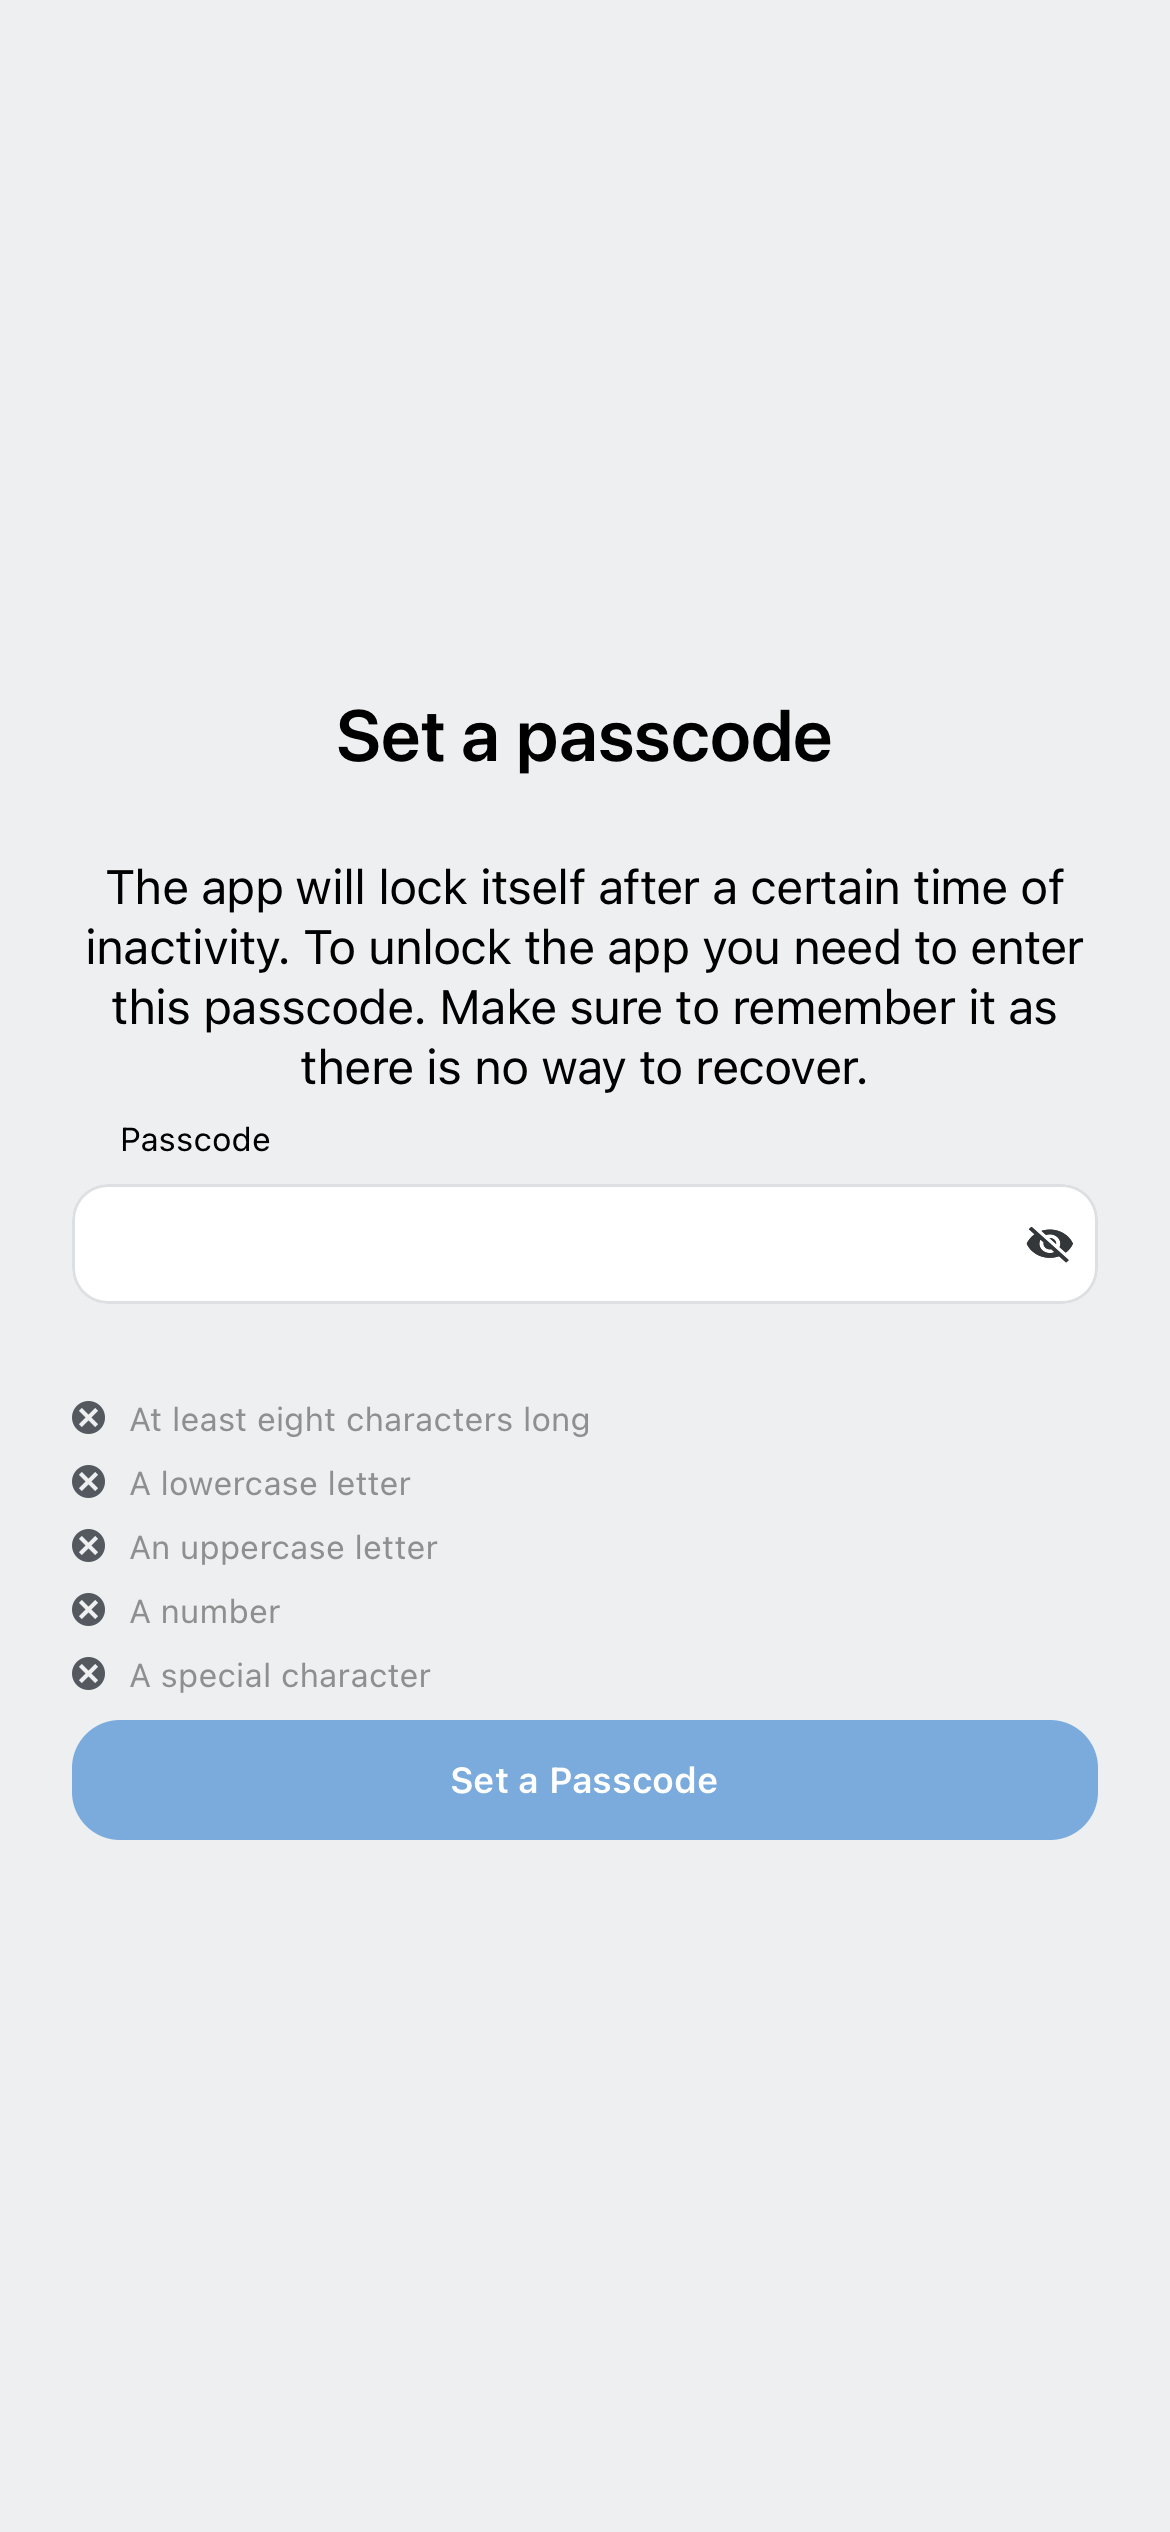 Set a passcode
The app will lock itself after a certain time of
inactivity. To unlock the app you need to enter
this passcode. Make sure to remember it as
there is no way to recover.
Passcode
At least eight characters long
A lowercase letter
An uppercase letter
A number
A special character
Set a Passcode